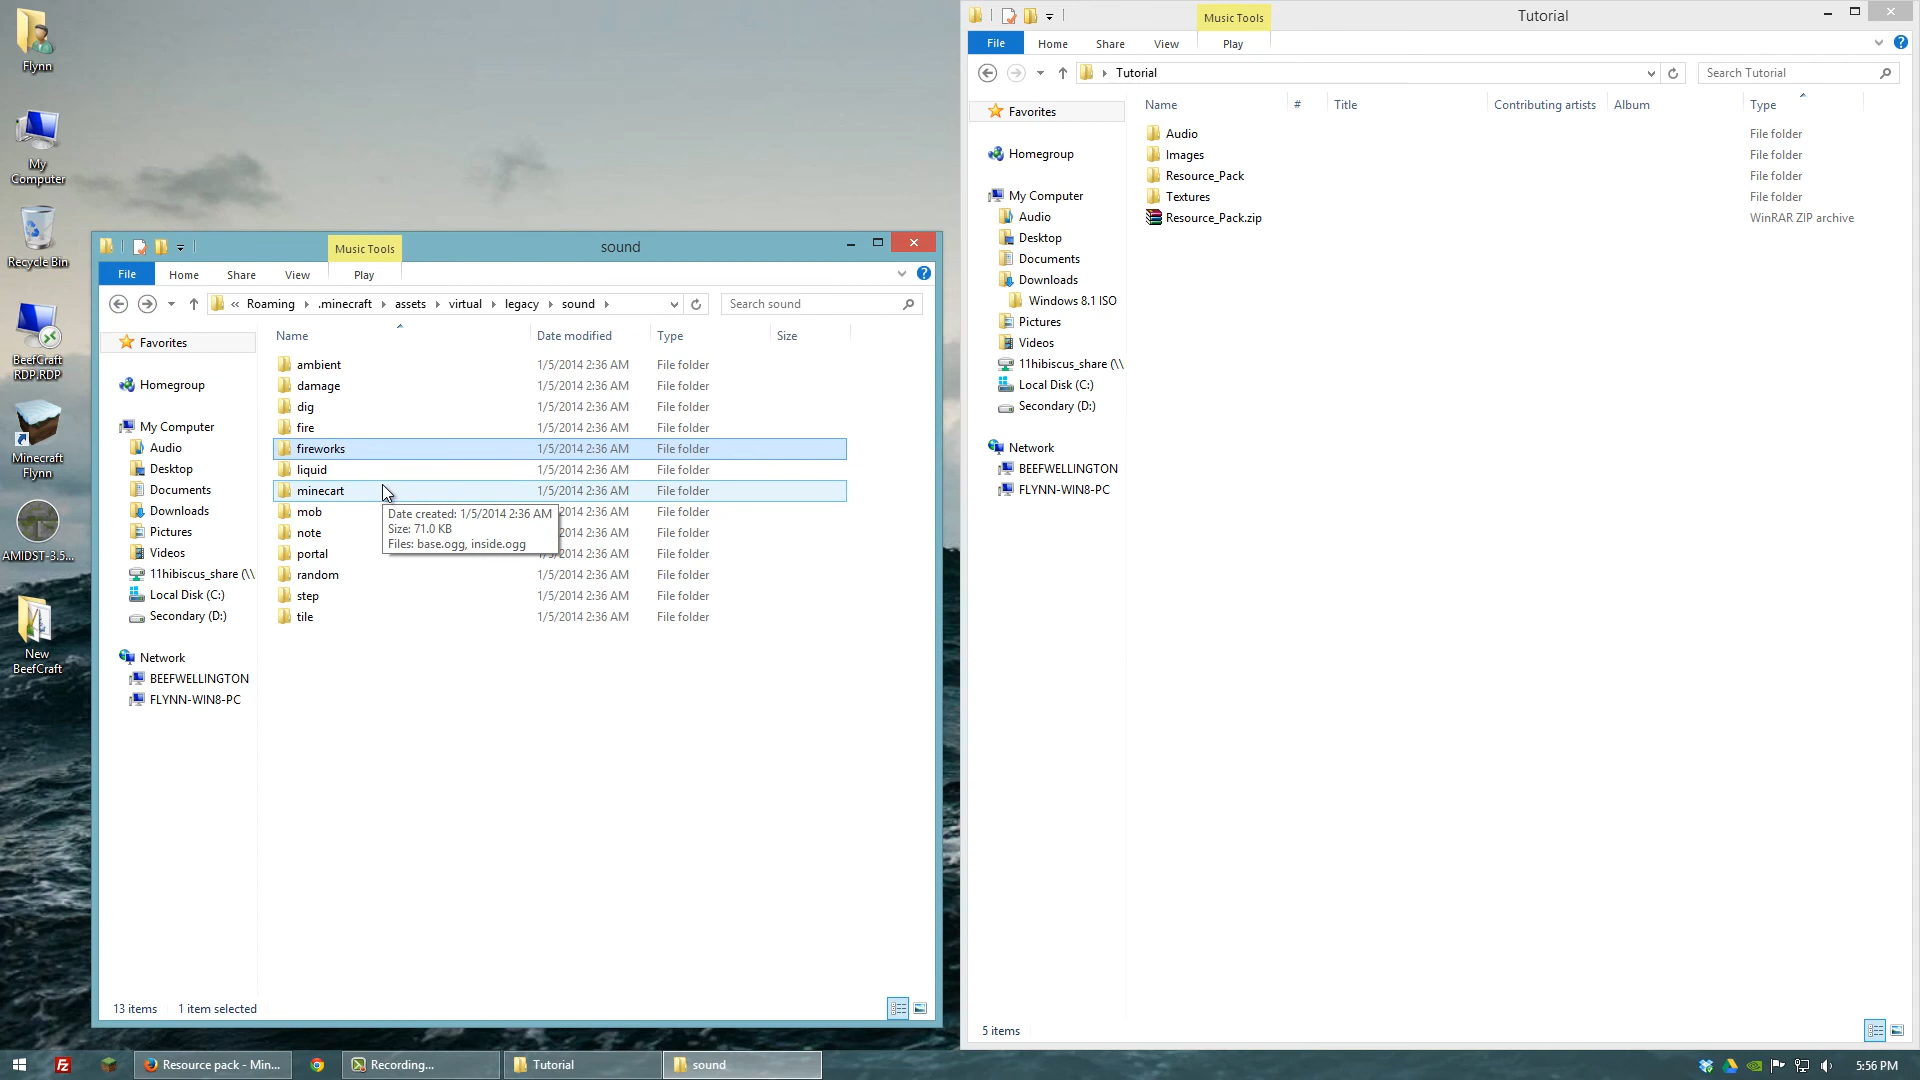 Flynn
My
Computer
Recycle Bin
BeefCraft
RDP.RDP
Minecraft
Flynn
AMIDST-3.5...
New
BeefCraft
Music Tools
sound
File
Home
Share
View
Play
« Roaming .minecraft assets virtual legacy sound
Search sound
Favorites
Homegroup
My Computer
Audio
Desktop
Documents
Downloads
Pictures
Videos
11hibiscus_share (\\
Local Disk (C:)
Secondary (D:)
Network
BEEFWELLINGTON
FLYNN-WIN8-PC
Name Date modified Type Size
ambient 1/5/2014 2:36 AM File folder
damage 1/5/2014 2:36 AM File folder
dig 1/5/2014 2:36 AM File folder
fire 1/5/2014 2:36 AM File folder
fireworks 1/5/2014 2:36 AM File folder
liquid 1/5/2014 2:36 AM File folder
minecart 1/5/2014 2:36 AM File folder
mob 1/5/2014 2:36 AM File folder
note 1/5/2014 2:36 AM File folder
portal 1/5/2014 2:36 AM File folder
random 1/5/2014 2:36 AM File folder
step 1/5/2014 2:36 AM File folder
tile 1/5/2014 2:36 AM File folder
Date created: 1/5/2014 2:36 AM
Size: 71.0 KB
Files: base.ogg, inside.ogg
13 items 1 item selected
Music Tools
Tutorial
File
Home
Share
View
Play
Tutorial
Search Tutorial
Favorites
Homegroup
My Computer
Audio
Desktop
Documents
Downloads
Windows 8.1 ISO
Pictures
Videos
11hibiscus_share (\\
Local Disk (C:)
Secondary (D:)
Network
BEEFWELLINGTON
FLYNN-WIN8-PC
Name # Title Contributing artists Album Type
Audio File folder
Images File folder
Resource_Pack File folder
Textures File folder
Resource_Pack.zip WinRAR ZIP archive
5 items
Resource pack - Min...
Recording...
Tutorial
sound
5:56 PM